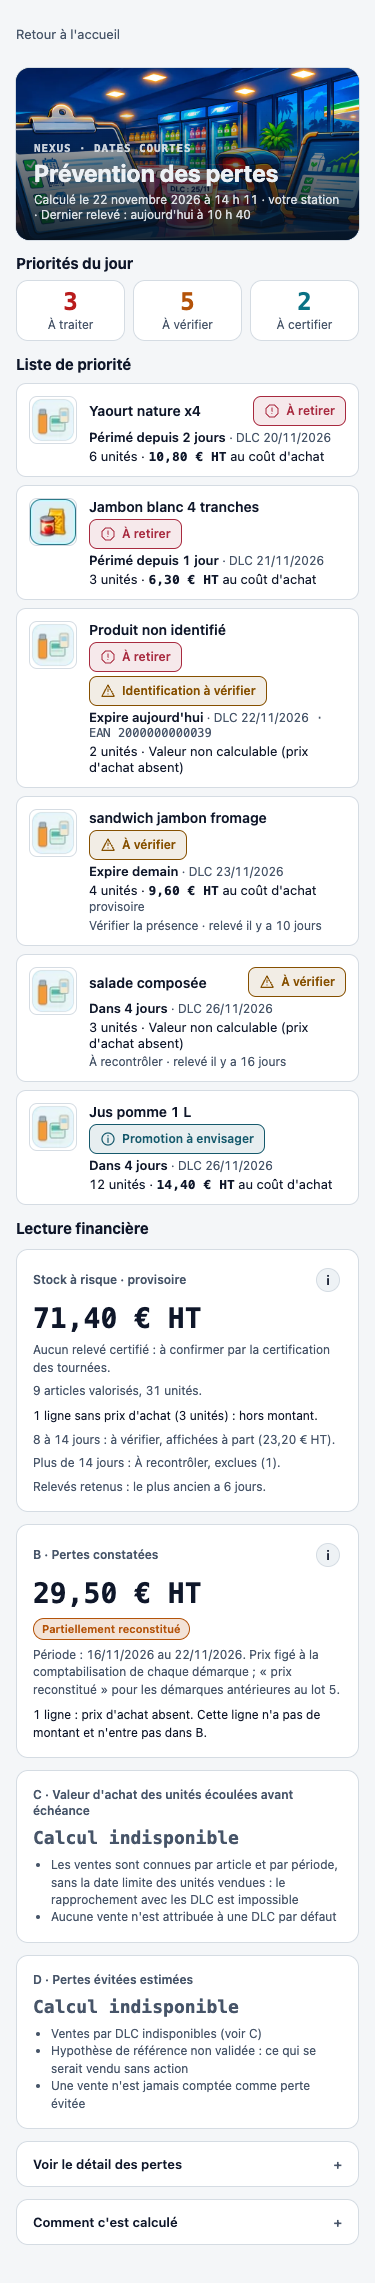 Retour à l'accueil
NEXUS · DATES COURTES
Prévention des pertes
Calculé le 22 novembre 2026 à 14 h 11 · votre station
· Dernier relevé : aujourd'hui à 10 h 40
DLC : 25/11
Priorités du jour
3
À traiter
5
À vérifier
2
À certifier
Liste de priorité
Yaourt nature x4
À retirer
Périmé depuis 2 jours · DLC 20/11/2026
6 unités · 10,80 € HT au coût d'achat
Jambon blanc 4 tranches
À retirer
Périmé depuis 1 jour · DLC 21/11/2026
3 unités · 6,30 € HT au coût d'achat
Produit non identifié
À retirer
Identification à vérifier
Expire aujourd'hui · DLC 22/11/2026 ·
EAN 2000000000039
2 unités · Valeur non calculable (prix
d'achat absent)
sandwich jambon fromage
À vérifier
Expire demain · DLC 23/11/2026
4 unités · 9,60 € HT au coût d'achat
provisoire
Vérifier la présence · relevé il y a 10 jours
salade composée
À vérifier
Dans 4 jours · DLC 26/11/2026
3 unités · Valeur non calculable (prix
d'achat absent)
À recontrôler · relevé il y a 16 jours
Jus pomme 1 L
Promotion à envisager
Dans 4 jours · DLC 26/11/2026
12 unités · 14,40 € HT au coût d'achat
Lecture financière
Stock à risque · provisoire
i
71,40 € HT
Aucun relevé certifié : à confirmer par la certification
des tournées.
9 articles valorisés, 31 unités.
1 ligne sans prix d'achat (3 unités) : hors montant.
8 à 14 jours : à vérifier, affichées à part (23,20 € HT).
Plus de 14 jours : À recontrôler, exclues (1).
Relevés retenus : le plus ancien a 6 jours.
B · Pertes constatées
i
29,50 € HT
Partiellement reconstitué
Période : 16/11/2026 au 22/11/2026. Prix figé à la
comptabilisation de chaque démarque ; « prix
reconstitué » pour les démarques antérieures au lot 5.
1 ligne : prix d'achat absent. Cette ligne n'a pas de
montant et n'entre pas dans B.
C · Valeur d'achat des unités écoulées avant
échéance
Calcul indisponible
• Les ventes sont connues par article et par période,
sans la date limite des unités vendues : le
rapprochement avec les DLC est impossible
• Aucune vente n'est attribuée à une DLC par défaut
D · Pertes évitées estimées
Calcul indisponible
• Ventes par DLC indisponibles (voir C)
• Hypothèse de référence non validée : ce qui se
serait vendu sans action
• Une vente n'est jamais comptée comme perte
évitée
Voir le détail des pertes
+
Comment c'est calculé
+